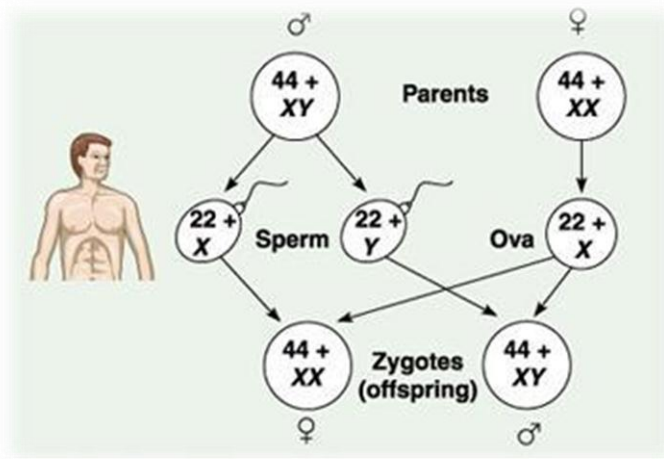 ♂
♀
44 +
XY
Parents
44 +
XX
22 +
X
Sperm
22 +
Y
Ova
22 +
X
44 +
XX
Zygotes
(offspring)
44 +
XY
♀
♂